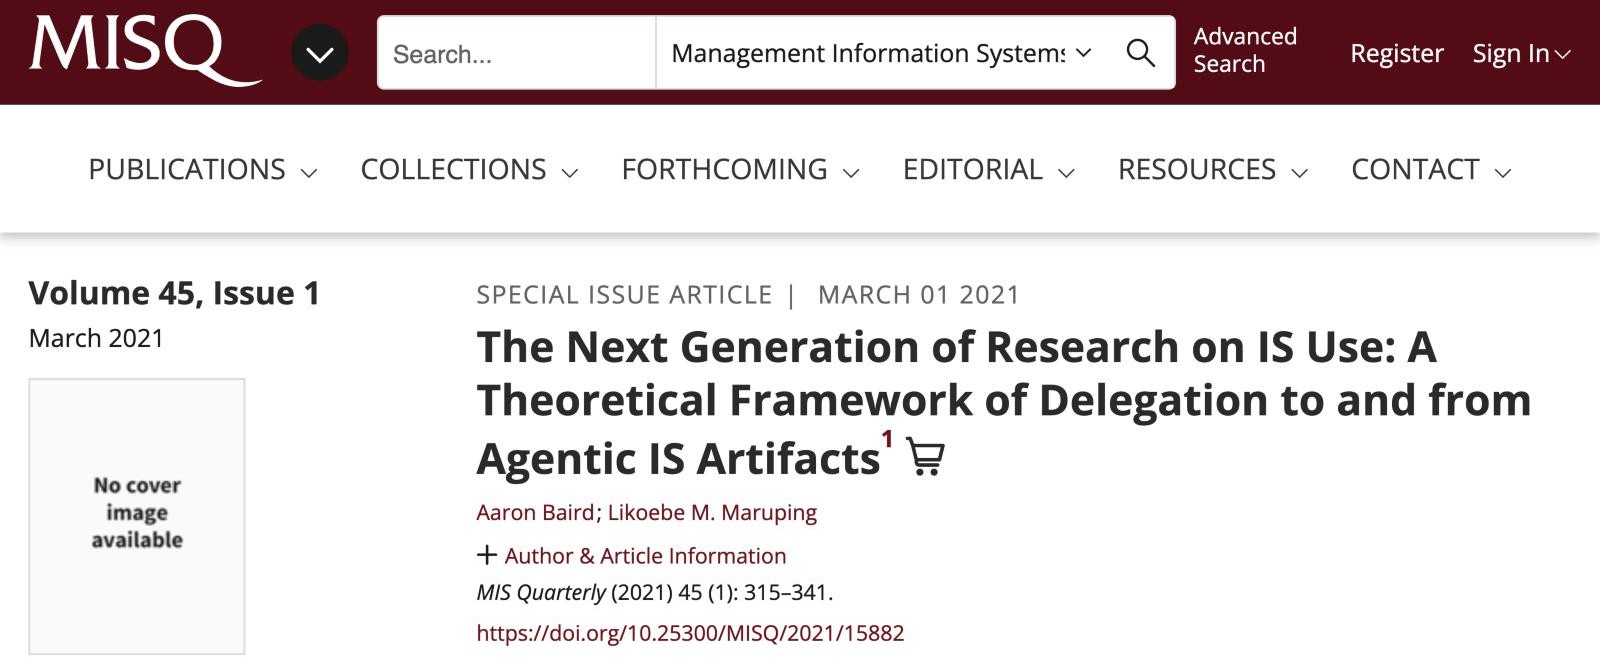 MISQ
Search...
Management Information Systems
Advanced
Search
Register
Sign In
PUBLICATIONS
COLLECTIONS
FORTHCOMING
EDITORIAL
RESOURCES
CONTACT
Volume 45, Issue 1
March 2021
No cover
image
available
SPECIAL ISSUE ARTICLE | MARCH 01 2021
The Next Generation of Research on IS Use: A
Theoretical Framework of Delegation to and from
Agentic IS Artifacts1
Aaron Baird; Likoebe M. Maruping
+ Author & Article Information
MIS Quarterly (2021) 45 (1): 315–341.
https://doi.org/10.25300/MISQ/2021/15882